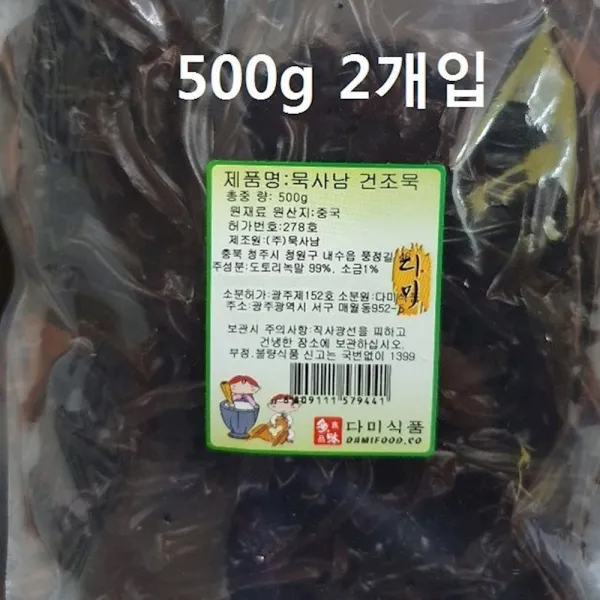 500g 2개입
제품명:묵사남 건조묵
총중 량: 500g
원재료 원산지:중국
허가번호:278호
제조원:(주)묵사남
충북 청주시 청원구 내수읍 풍정길
주성분:도토리녹말 99%, 소금1%
소분허가:광주제152호 소분원:다미식품
주소:광주광역시 서구 매월동952-
보관시 주의사항:직사광선을 피하고
건냉한 장소에 보관하십시오.
부정.불량식품 신고는 국번없이 1399
8 809111 579441
다미식품
DAMIFOOD.CO